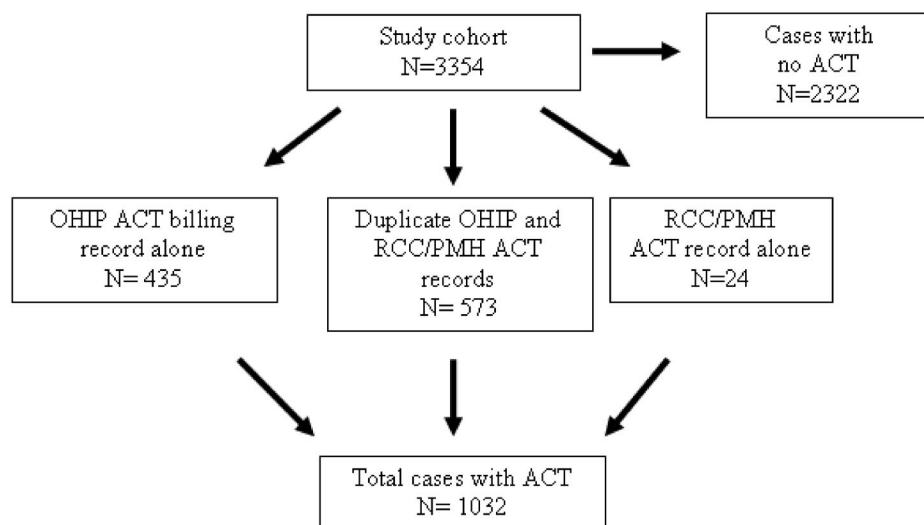 Study cohort
N=3354
Cases with
no ACT
N=2322
OHIP ACT billing
record alone
N= 435
Duplicate OHIP and
RCC/PMH ACT
records
N= 573
RCC/PMH
ACT record alone
N=24
Total cases with ACT
N= 1032